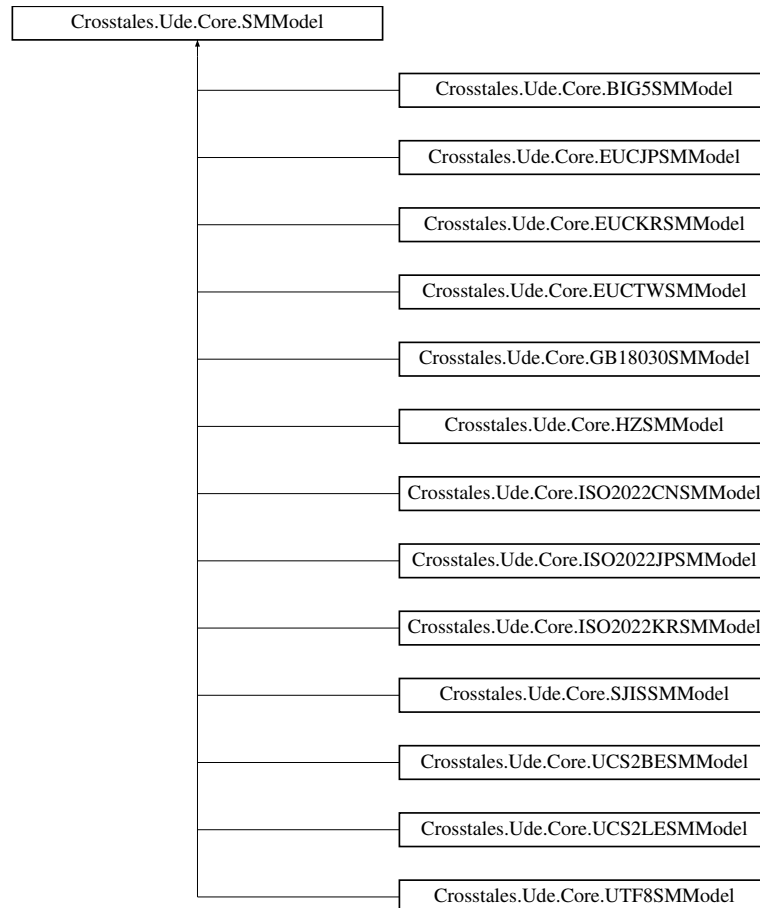 Crosstales.Ude.Core.SMModel
Crosstales.Ude.Core.BIG5SMModel
Crosstales.Ude.Core.EUCJPSMModel
Crosstales.Ude.Core.EUCKRSMModel
Crosstales.Ude.Core.EUCTWSMModel
Crosstales.Ude.Core.GB18030SMModel
Crosstales.Ude.Core.HZSMModel
Crosstales.Ude.Core.ISO2022CNSMModel
Crosstales.Ude.Core.ISO2022JPSMModel
Crosstales.Ude.Core.ISO2022KRSMModel
Crosstales.Ude.Core.SJISSMModel
Crosstales.Ude.Core.UCS2BESMModel
Crosstales.Ude.Core.UCS2LESMModel
Crosstales.Ude.Core.UTF8SMModel